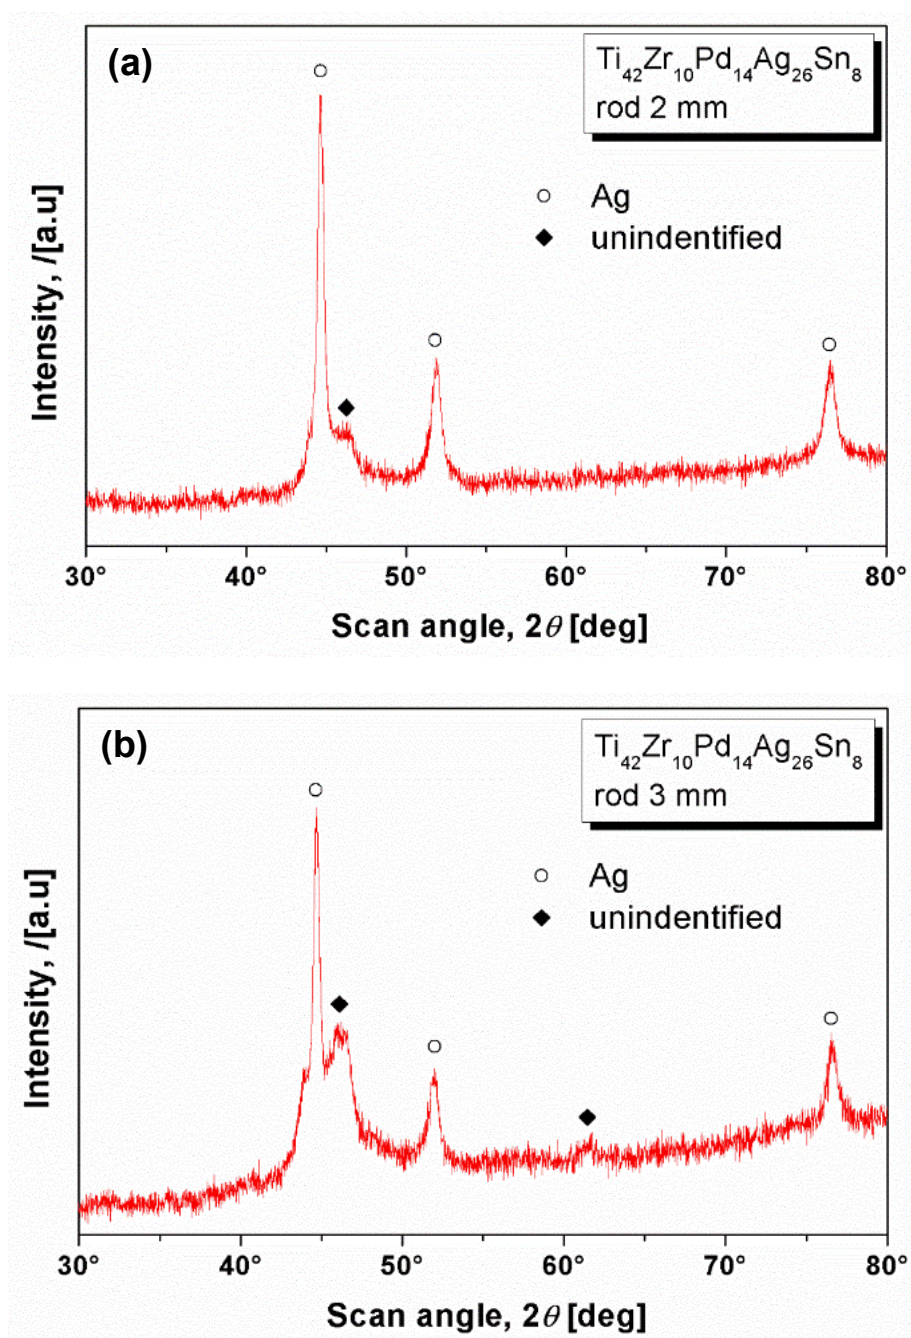 (a)
Ti42Zr10Pd14Ag26Sn8
rod 2 mm
Ag
unindentified
Intensity, I[a.u]
30° 40° 50° 60° 70° 80°
Scan angle, 2θ [deg]
(b)
Ti42Zr10Pd14Ag26Sn8
rod 3 mm
Ag
unindentified
Intensity, I[a.u]
30° 40° 50° 60° 70° 80°
Scan angle, 2θ [deg]